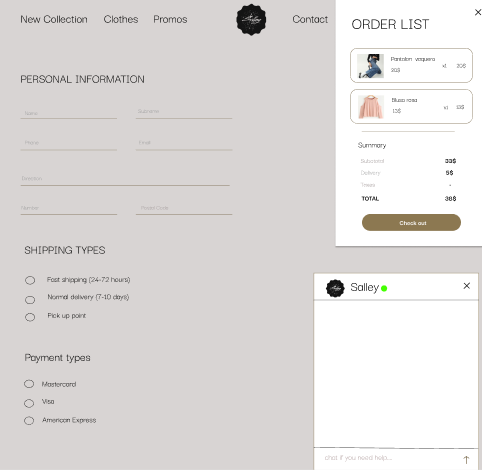 New Collection Clothes Promos Salley Contact
PERSONAL INFORMATION
Name Surname
Phone Email
Direction
Number Postal Code
SHIPPING TYPES
Fast shipping (24-72 hours)
Normal delivery (7-10 days)
Pick up point
Payment types
Mastercard
Visa
American Express
ORDER LIST
Pantalon vaquero
20$ x1 20$
Blusa rosa
13$ x1 13$
Summary
Subtotal 33$
Delivery 5$
Taxes -
TOTAL 38$
Check out
Salley
chat if you need help...